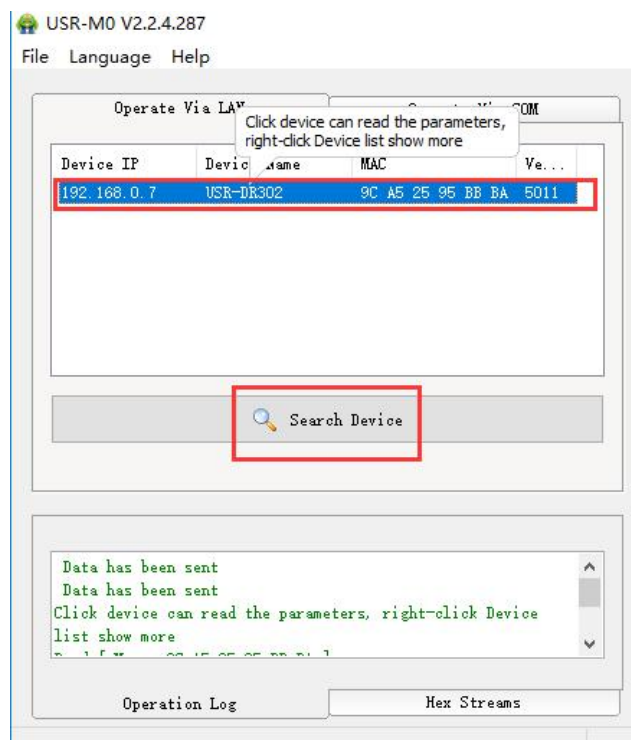 USR-M0 V2.2.4.287
File Language Help
Operate Via LAN
COM
Click device can read the parameters,
right-click Device list show more
Device IP Devic Name MAC Ve...
192.168.0.7 USR-DR302 9C A5 25 95 BB BA 5011
Search Device
Data has been sent
Data has been sent
Click device can read the parameters, right-click Device
list show more
Operation Log Hex Streams